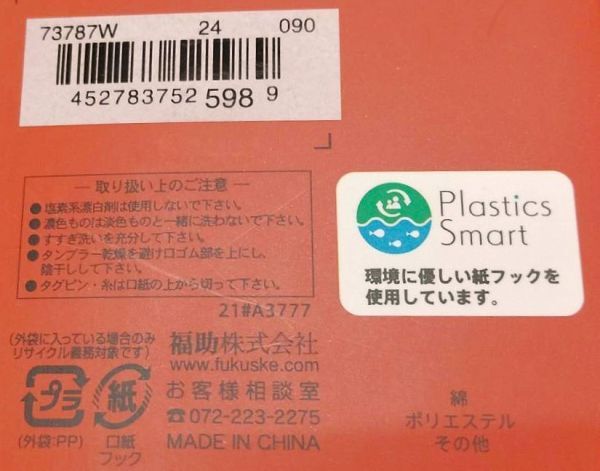 73787W 24 090
452783752 598 9
取り扱い上のご注意
●塩素系漂白剤は使用しないで下さい。
●濃色ものは淡色ものと一緒に洗わないで下さい。
●すすぎ洗いを充分して下さい。
●タンブラー乾燥を避け口ゴム部を上にし、
陰干しして下さい。
●タグピン・糸は口紙の上から切って下さい。
21#A3777
Plastics
Smart
環境に優しい紙フックを
使用しています。
(外袋に入っている場合のみ
リサイクル義務対象です)
プラ
紙
(外袋:PP)
口紙
フック
福助株式会社
www.fukuske.com
お客様相談室
☎072-223-2275
MADE IN CHINA
綿
ポリエステル
その他